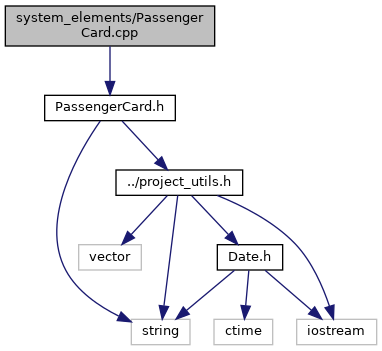 system_elements/Passenger
Card.cpp
PassengerCard.h
../project_utils.h
vector
Date.h
string
ctime
iostream